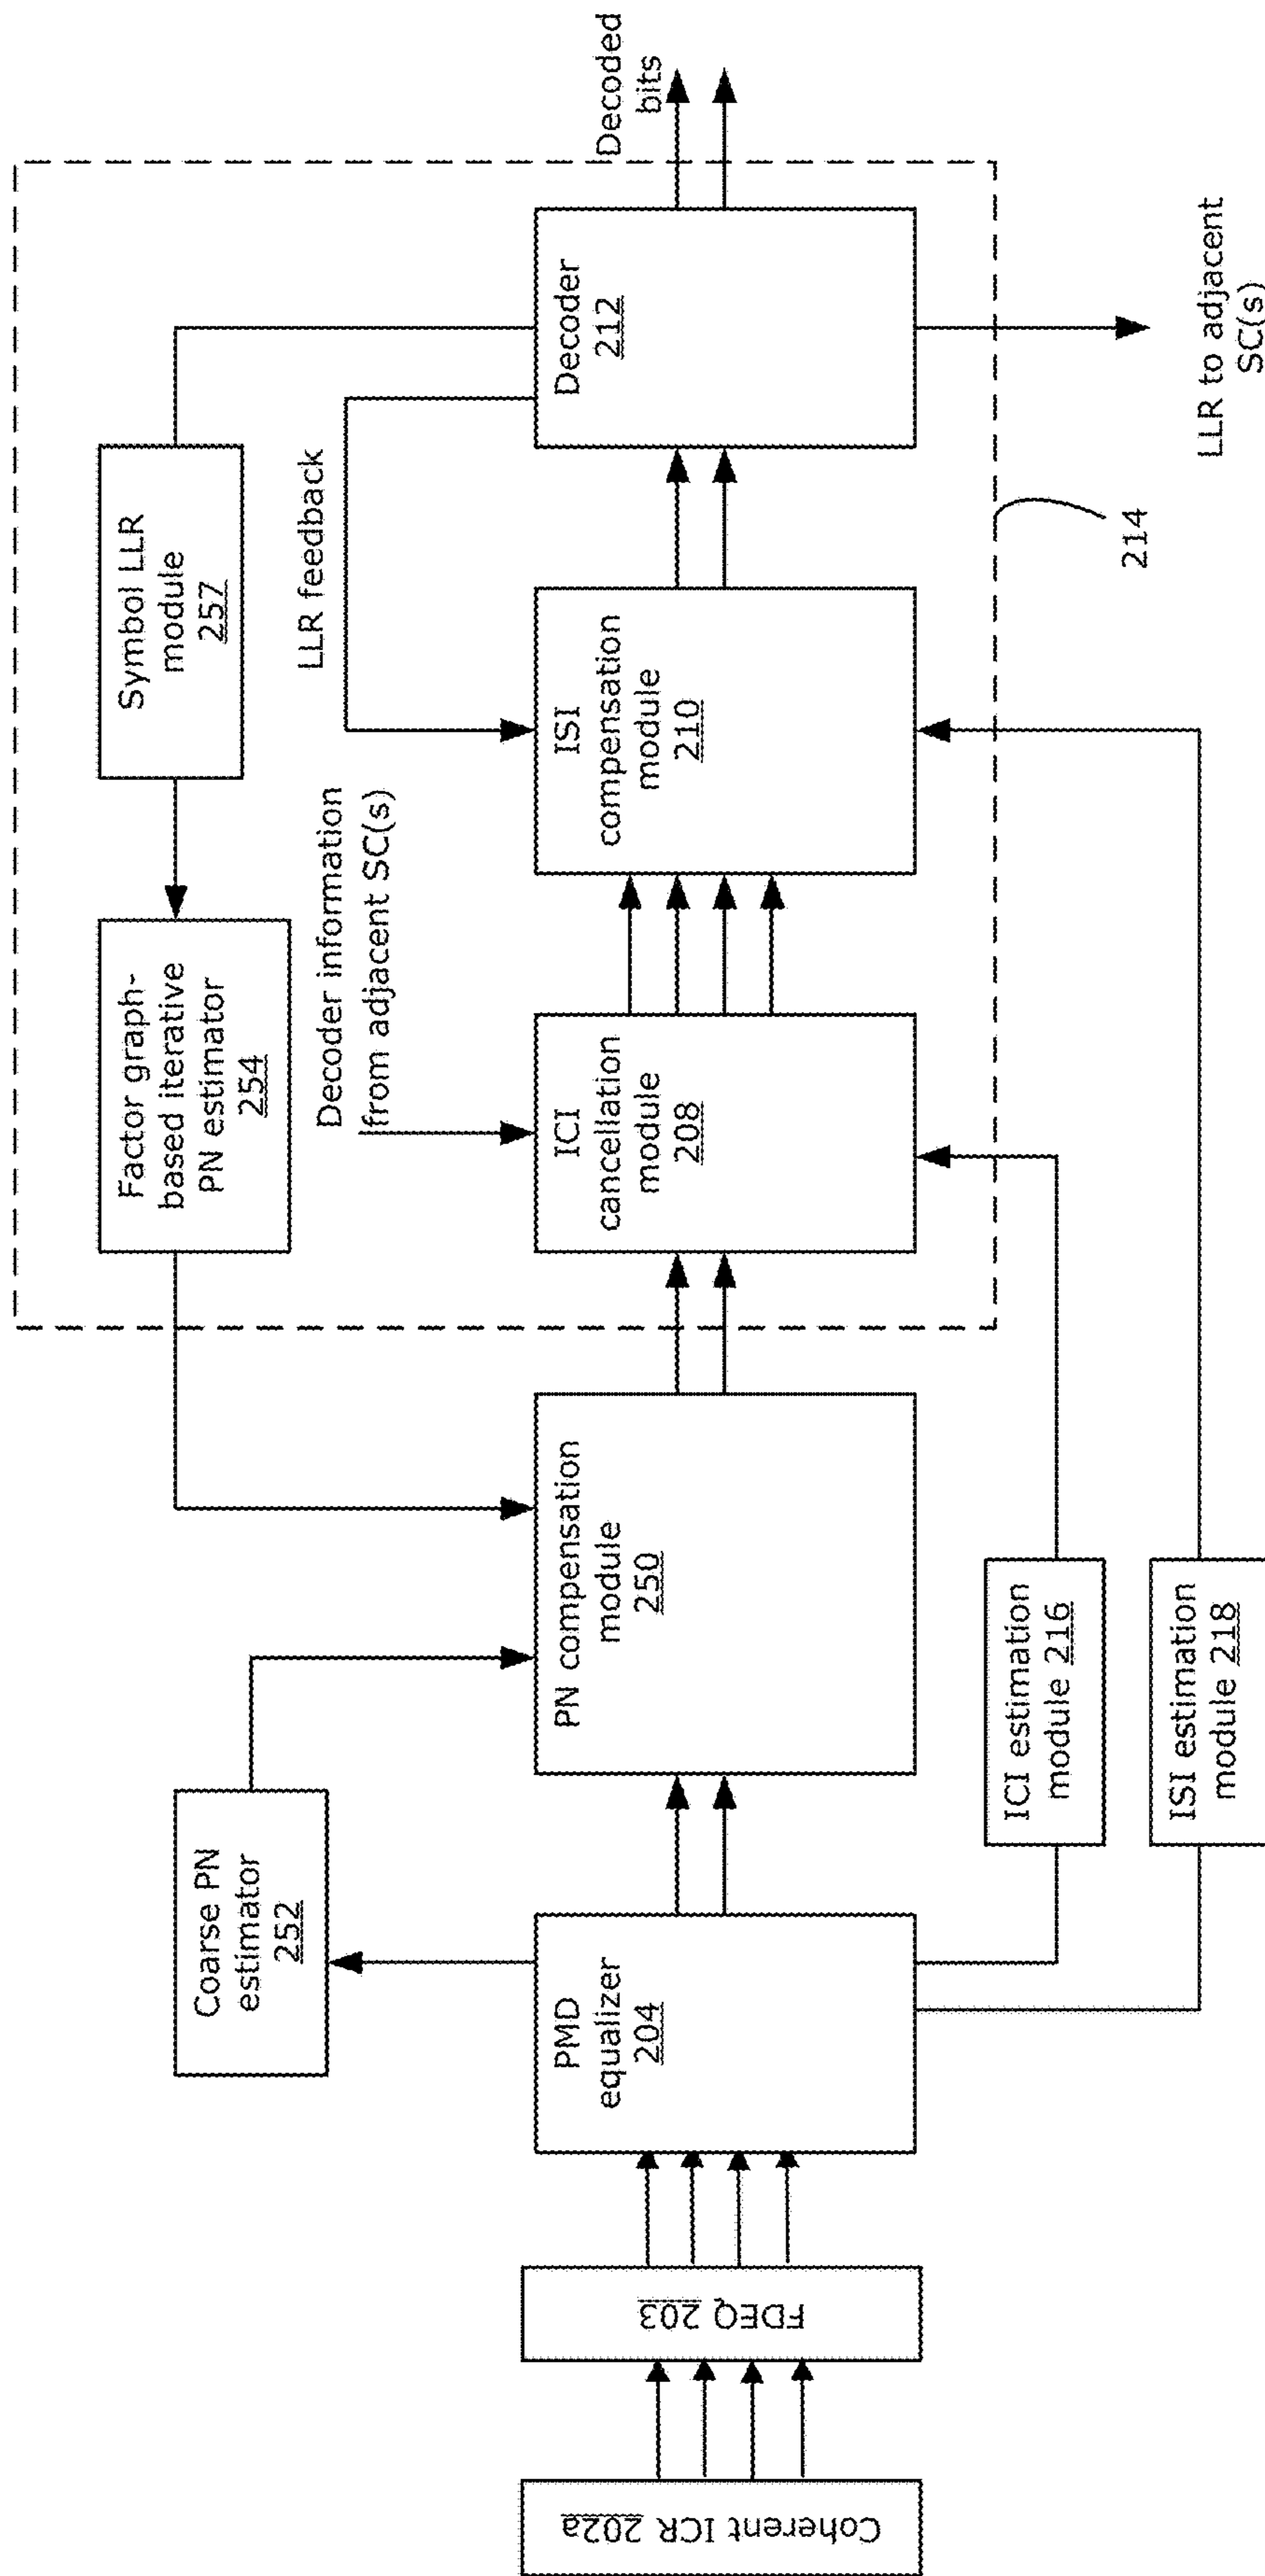 Coherent ICR 202a
FDEQ 203
PMD
equalizer
204
Coarse PN
estimator
252
PN compensation
module
250
ICI estimation
module 216
ISI estimation
module 218
Factor graph-
based iterative
PN estimator
254
Symbol LLR
module
257
Decoder information
from adjacent SC(s)
LLR feedback
ICI
cancellation
module
208
ISI
compensation
module
210
Decoder
212
Decoded
bits
214
LLR to adjacent
SC(s)